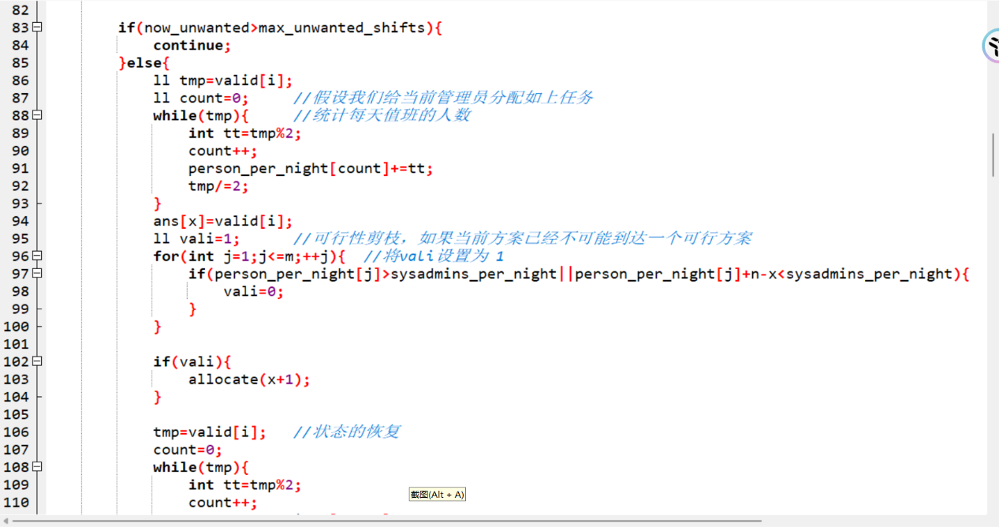 82
83 if(now_unwanted>max_unwanted_shifts){
84 continue;
85 }else{
86 ll tmp=valid[i];
87 ll count=0; //假设我们给当前管理员分配如上任务
88 while(tmp){ //统计每天值班的人数
89 int tt=tmp%2;
90 count++;
91 person_per_night[count]+=tt;
92 tmp/=2;
93 }
94 ans[x]=valid[i];
95 ll vali=1; //可行性剪枝，如果当前方案已经不可能到达一个可行方案
96 for(int j=1;j<=m;++j){ //将vali设置为 1
97 if(person_per_night[j]>sysadmins_per_night||person_per_night[j]+n-x<sysadmins_per_night){
98 vali=0;
99 }
100 }
101
102 if(vali){
103 allocate(x+1);
104 }
105
106 tmp=valid[i]; //状态的恢复
107 count=0;
108 while(tmp){
109 int tt=tmp%2;
110 count++;
截图(Alt + A)